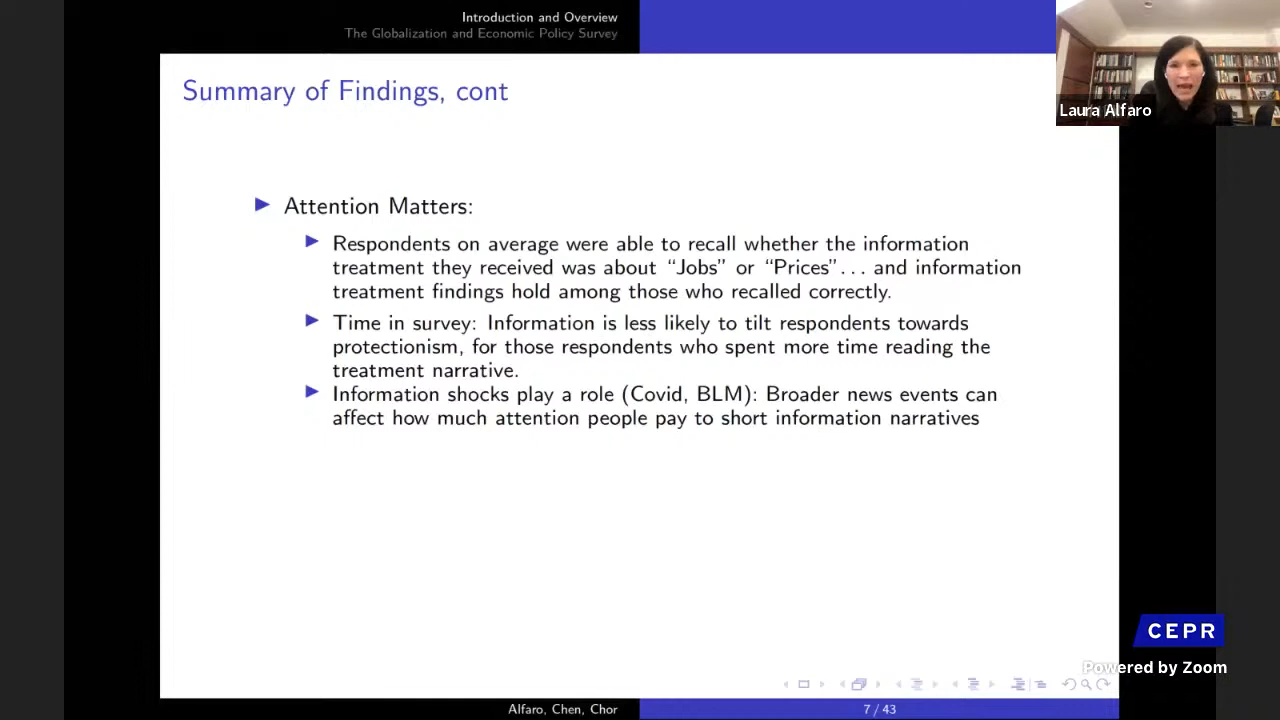 Introduction and Overview
The Globalization and Economic Policy Survey
Summary of Findings, cont
Laura Alfaro
Attention Matters:
Respondents on average were able to recall whether the information
treatment they received was about “Jobs” or “Prices”. . . and information
treatment findings hold among those who recalled correctly.
Time in survey: Information is less likely to tilt respondents towards
protectionism, for those respondents who spent more time reading the
treatment narrative.
Information shocks play a role (Covid, BLM): Broader news events can
affect how much attention people pay to short information narratives
CEPR
Powered by Zoom
Alfaro, Chen, Chor
7 / 43